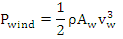 P_wind = 1/2 ρA_w v_w^3